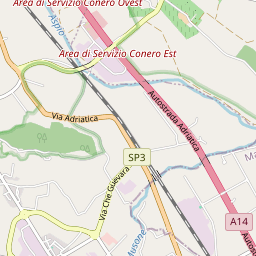 Area di Servizio Conero Ovest
Aspio
Area di Servizio Conero Est
Autostrada Adriatica
Via Adriatica
SP3
Via Che Guevara
A14
Musone